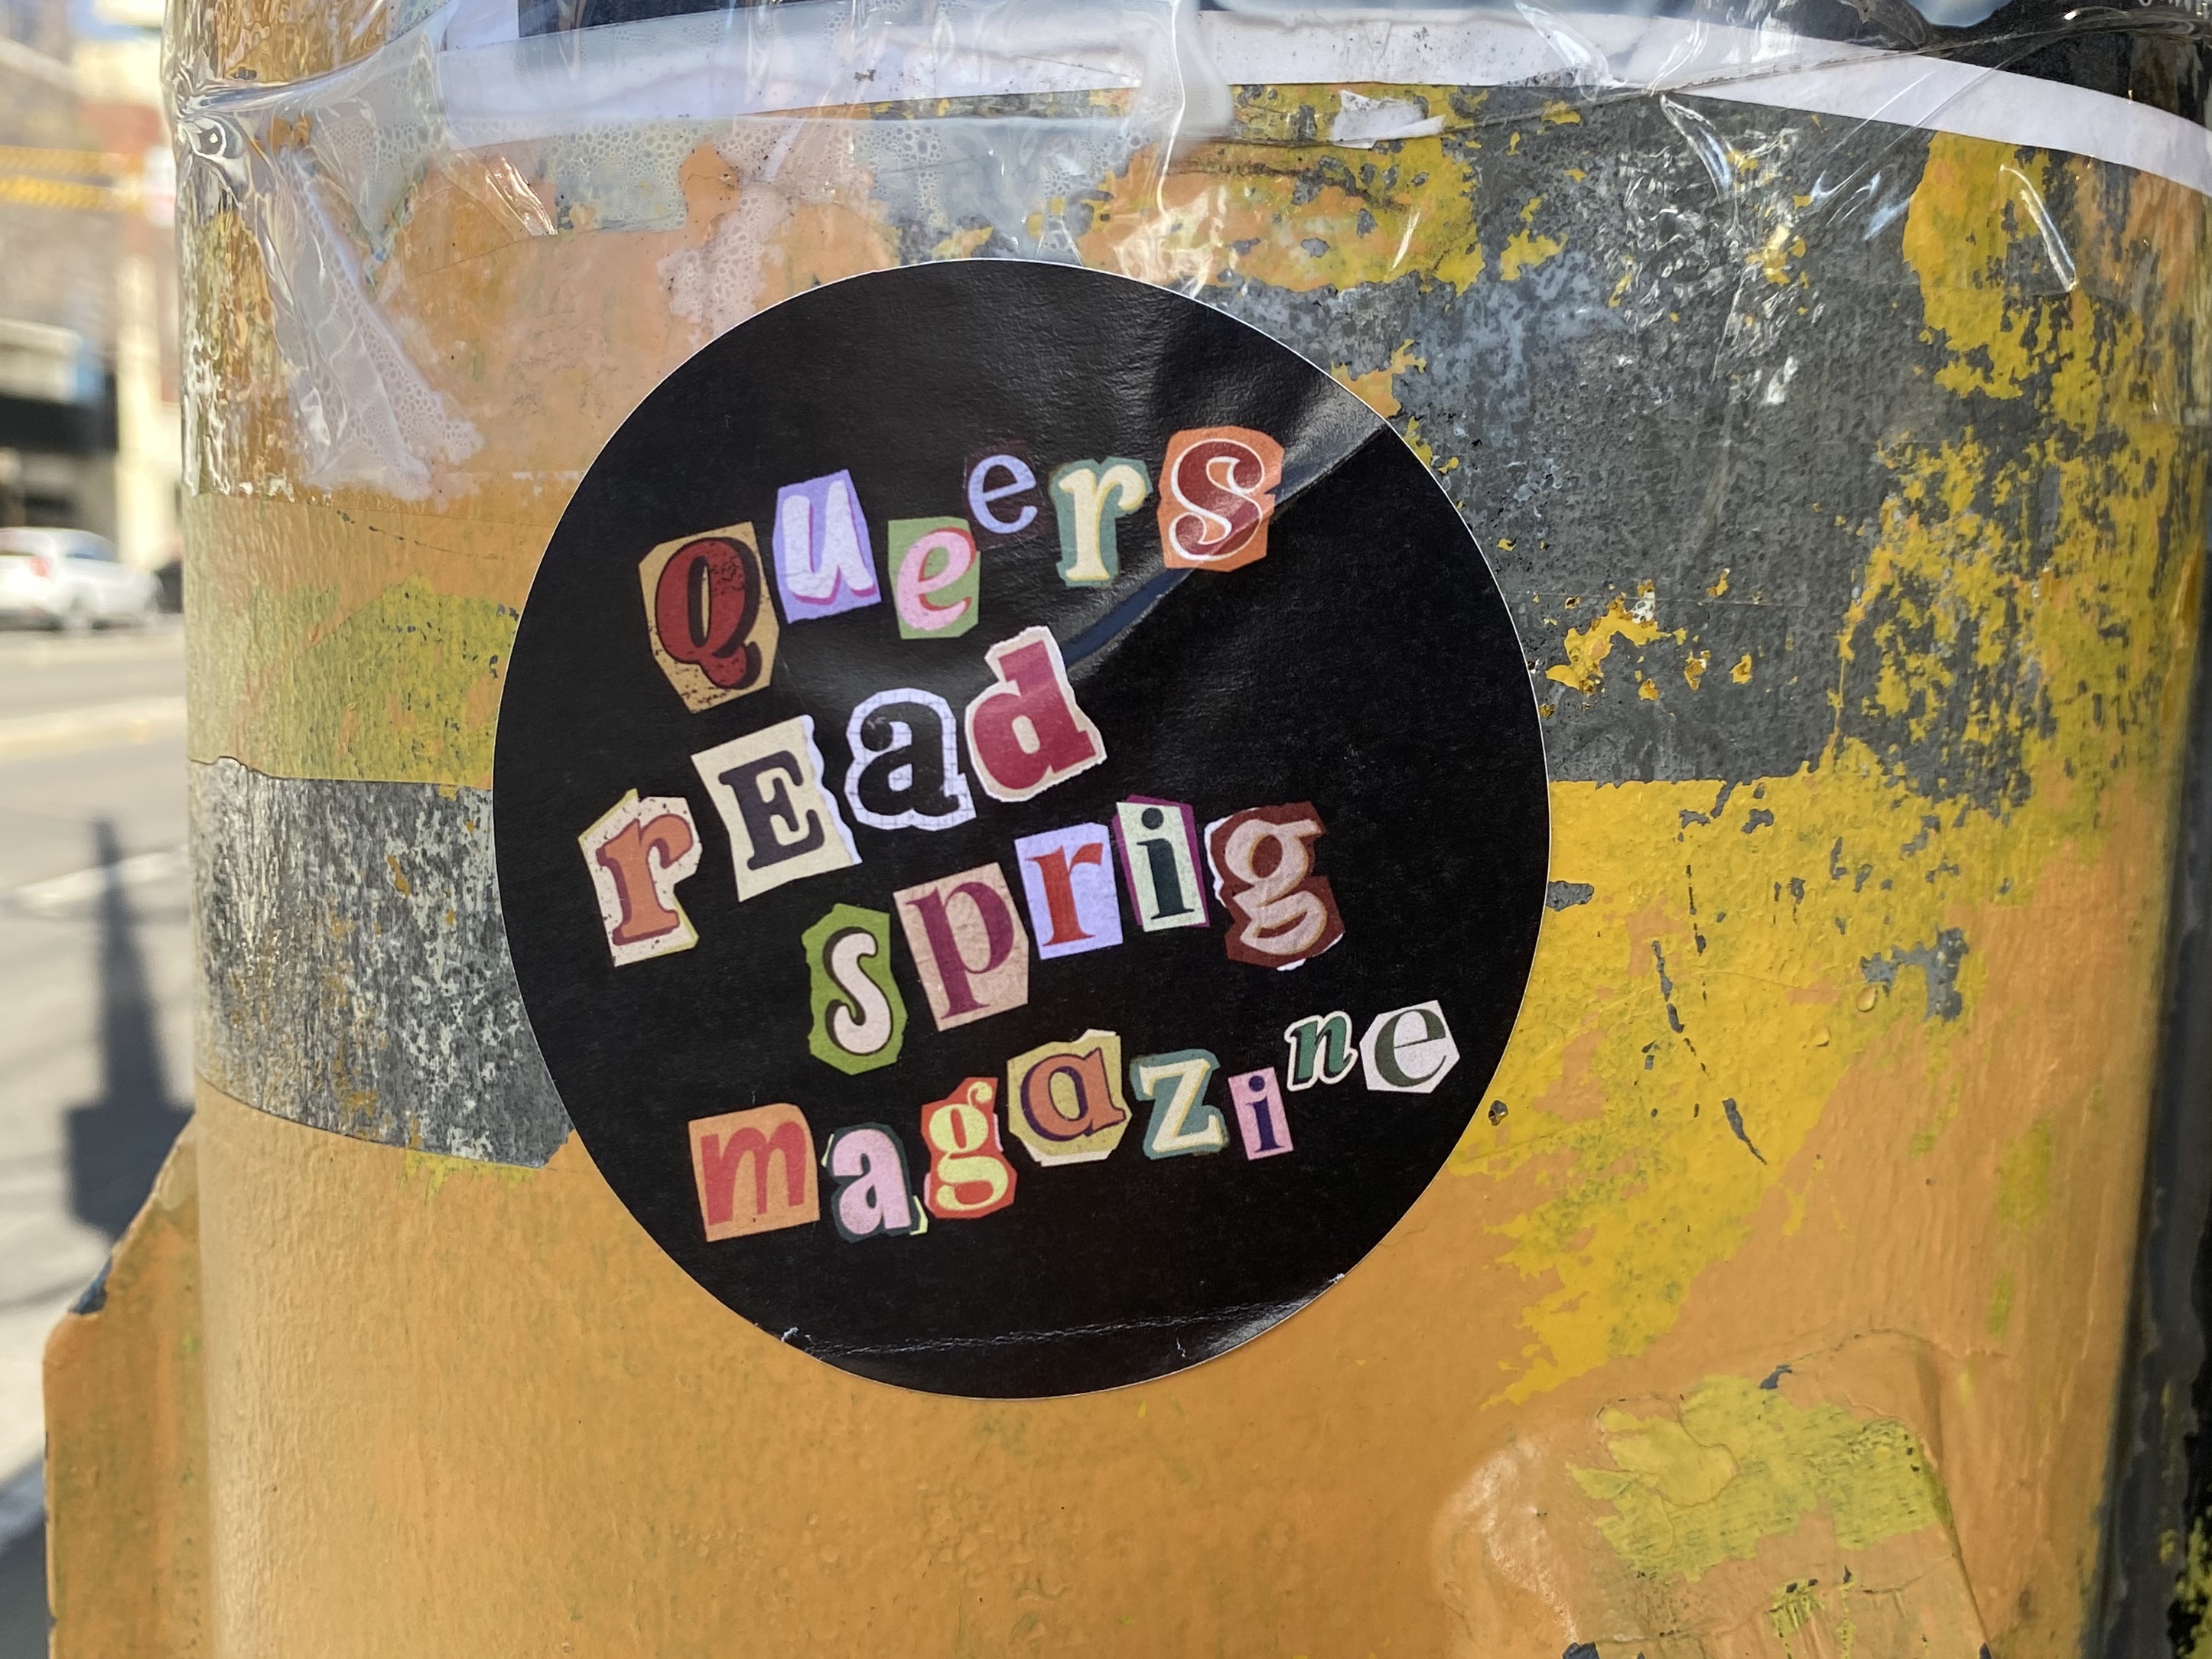 Queers
rEad
sprig
magazine